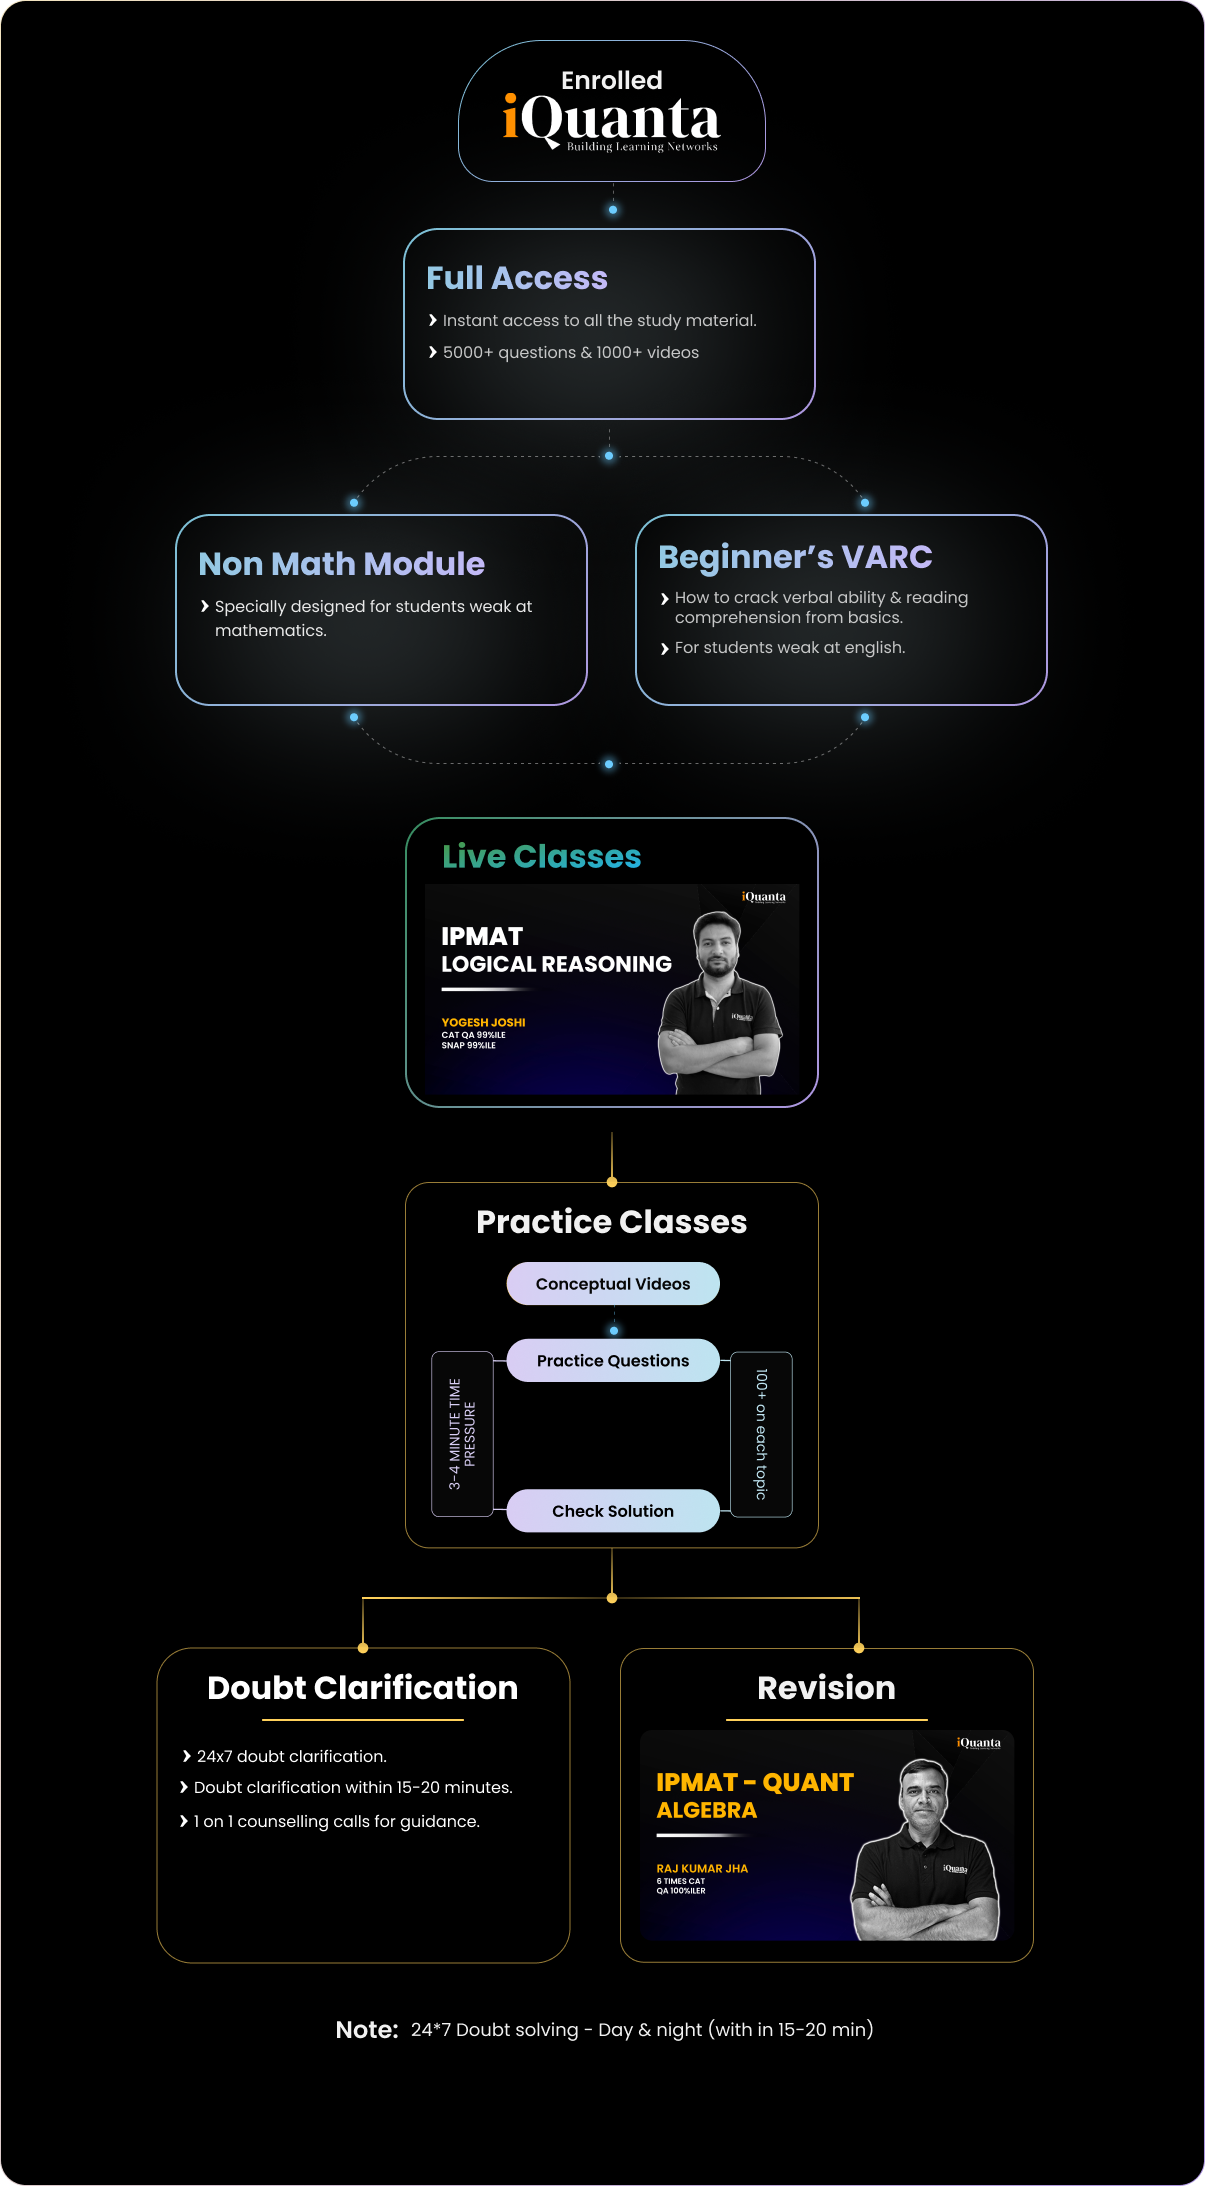 Enrolled
iQuanta
Building Learning Networks
Full Access
Instant access to all the study material.
5000+ questions & 1000+ videos
Non Math Module
Specially designed for students weak at
mathematics.
Beginner’s VARC
How to crack verbal ability & reading
comprehension from basics.
For students weak at english.
Live Classes
iQuanta
IPMAT
LOGICAL REASONING
YOGESH JOSHI
CAT QA 99%ILE
SNAP 99%ILE
iQuanta
Practice Classes
Conceptual Videos
Practice Questions
3-4 MINUTE TIME
PRESSURE
100+ on each topic
Check Solution
Doubt Clarification
24x7 doubt clarification.
Doubt clarification within 15-20 minutes.
1 on 1 counselling calls for guidance.
Revision
iQuanta
IPMAT - QUANT
ALGEBRA
RAJ KUMAR JHA
6 TIMES CAT
QA 100%ILER
iQuanta
Note: 24*7 Doubt solving - Day & night (with in 15-20 min)